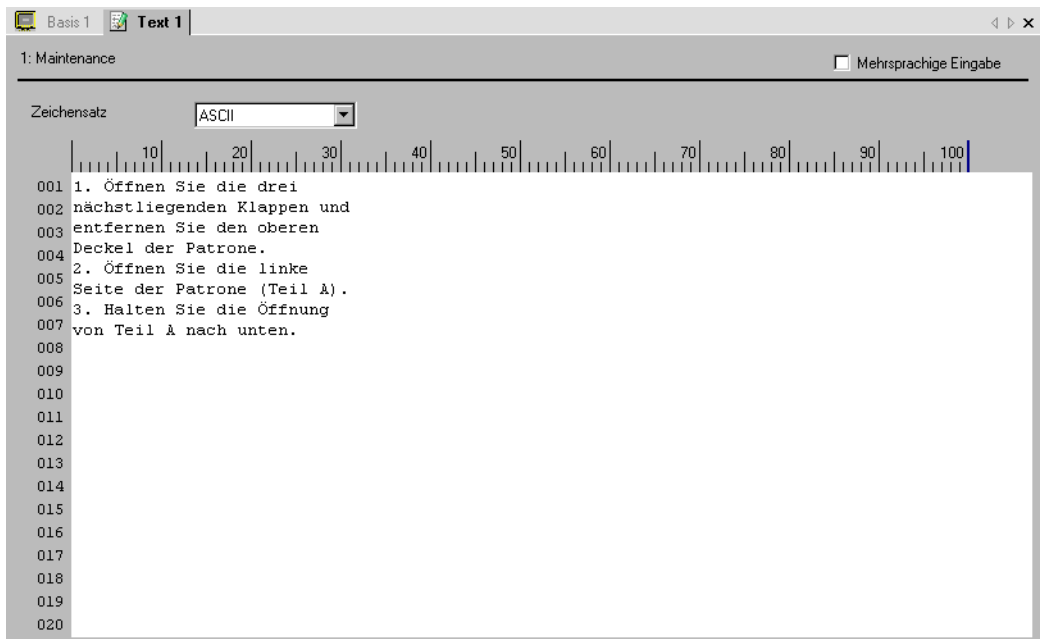 Basis 1 Text 1
1: Maintenance Mehrsprachige Eingabe
Zeichensatz ASCII
10 20 30 40 50 60 70 80 90 100
001 1. Öffnen Sie die drei
002 nächstliegenden Klappen und
003 entfernen Sie den oberen
004 Deckel der Patrone.
005 2. Öffnen Sie die linke
006 Seite der Patrone (Teil A).
007 3. Halten Sie die Öffnung
008 von Teil A nach unten.
009
010
011
012
013
014
015
016
017
018
019
020